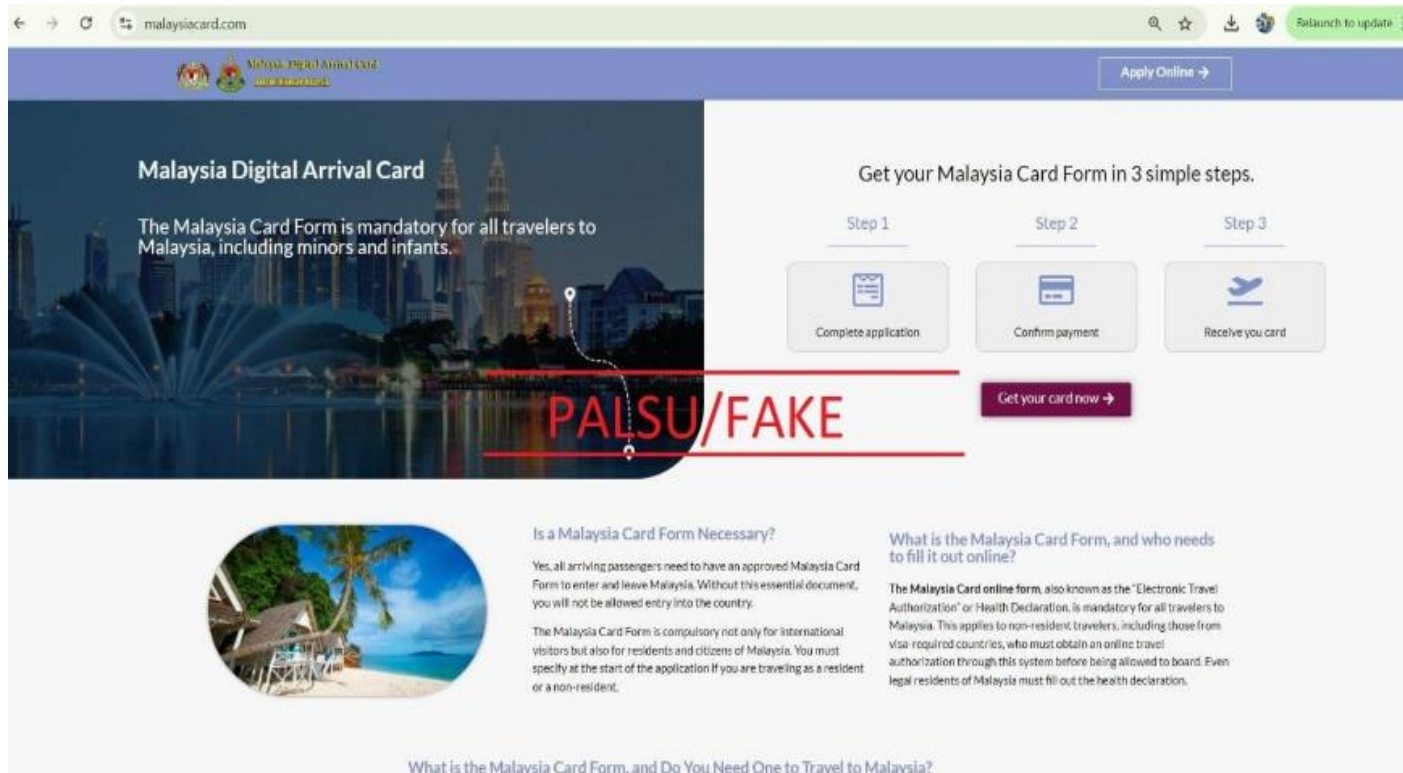 malaysiacard.com
Relaunch to update
Malaysia Digital Arrival Card
Apply Online →
Malaysia Digital Arrival Card
The Malaysia Card Form is mandatory for all travelers to
Malaysia, including minors and infants.
Get your Malaysia Card Form in 3 simple steps.
Step 1
Step 2
Step 3
Complete application
Confirm payment
Receive you card
Get your card now →
PALSU/FAKE
Is a Malaysia Card Form Necessary?
Yes, all arriving passengers need to have an approved Malaysia Card
Form to enter and leave Malaysia. Without this essential document,
you will not be allowed entry into the country.
The Malaysia Card Form is compulsory not only for international
visitors but also for residents and citizens of Malaysia. You must
specify at the start of the application if you are traveling as a resident
or a non-resident.
What is the Malaysia Card Form, and who needs
to fill it out online?
The Malaysia Card online form, also known as the "Electronic Travel
Authorization" or Health Declaration, is mandatory for all travelers to
Malaysia. This applies to non-resident travelers, including those from
visa-required countries, who must obtain an online travel
authorization through this system before being allowed to board. Even
legal residents of Malaysia must fill out the health declaration.
What is the Malaysia Card Form, and Do You Need One to Travel to Malaysia?